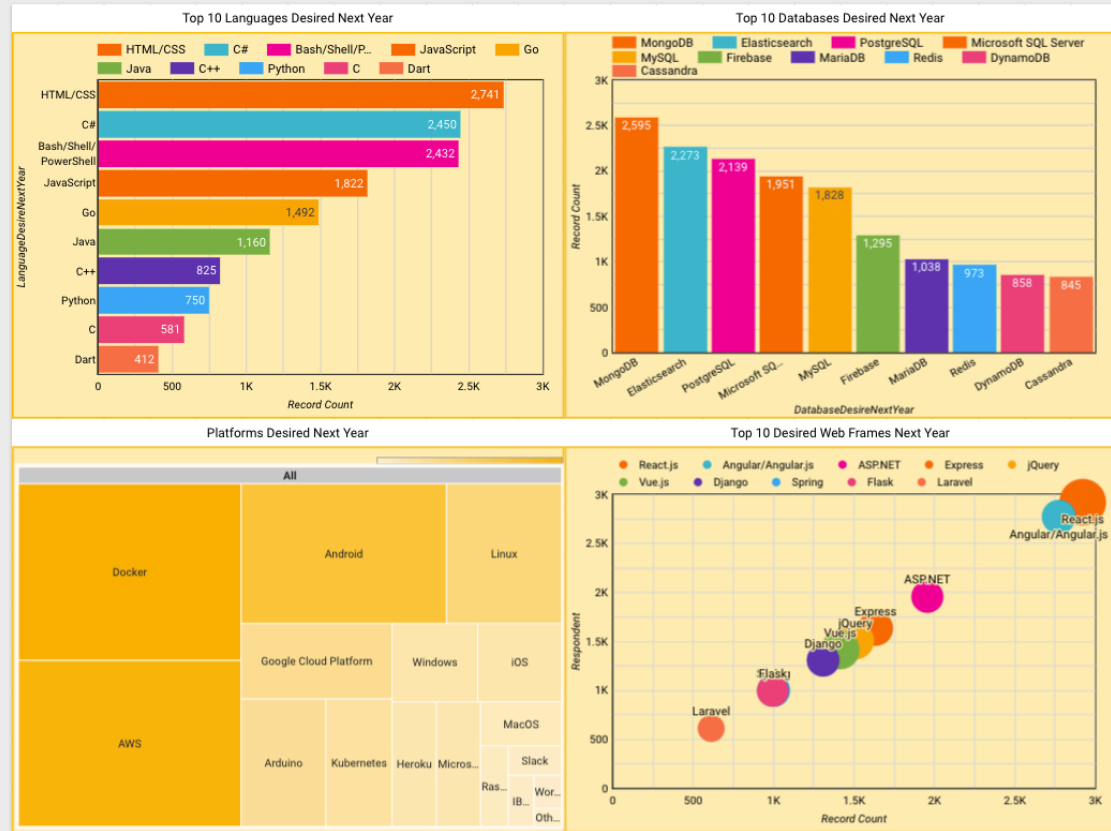 Top 10 Languages Desired Next Year
HTML/CSS C# Bash/Shell/P... JavaScript Go
Java C++ Python C Dart
LanguageDesireNextYear
HTML/CSS 2,741
C# 2,450
Bash/Shell/
PowerShell 2,432
JavaScript 1,822
Go 1,492
Java 1,160
C++ 825
Python 750
C 581
Dart 412
0 500 1K 1.5K 2K 2.5K 3K
Record Count
Top 10 Databases Desired Next Year
MongoDB Elasticsearch PostgreSQL Microsoft SQL Server
MySQL Firebase MariaDB Redis DynamoDB
Cassandra
Record Count
3K
2.5K
2K
1.5K
1K
500
0
2,595 2,273 2,139 1,951 1,828 1,295 1,038 973 858 845
MongoDB Elasticsearch PostgreSQL Microsoft SQ... MySQL Firebase MariaDB Redis DynamoDB Cassandra
DatabaseDesireNextYear
Platforms Desired Next Year
All
Docker
Android
Linux
Google Cloud Platform
Windows
iOS
AWS
Arduino
Kubernetes
Heroku
Micros...
MacOS
Slack
Ras...
IB...
Wor...
Oth...
Top 10 Desired Web Frames Next Year
React.js Angular/Angular.js ASP.NET Express jQuery
Vue.js Django Spring Flask Laravel
Respondent
3K
2.5K
2K
1.5K
1K
500
0
React.js
Angular/Angular.js
ASP.NET
Express
jQuery
Vue.js
Django
Flask
Laravel
0 500 1K 1.5K 2K 2.5K 3K
Record Count